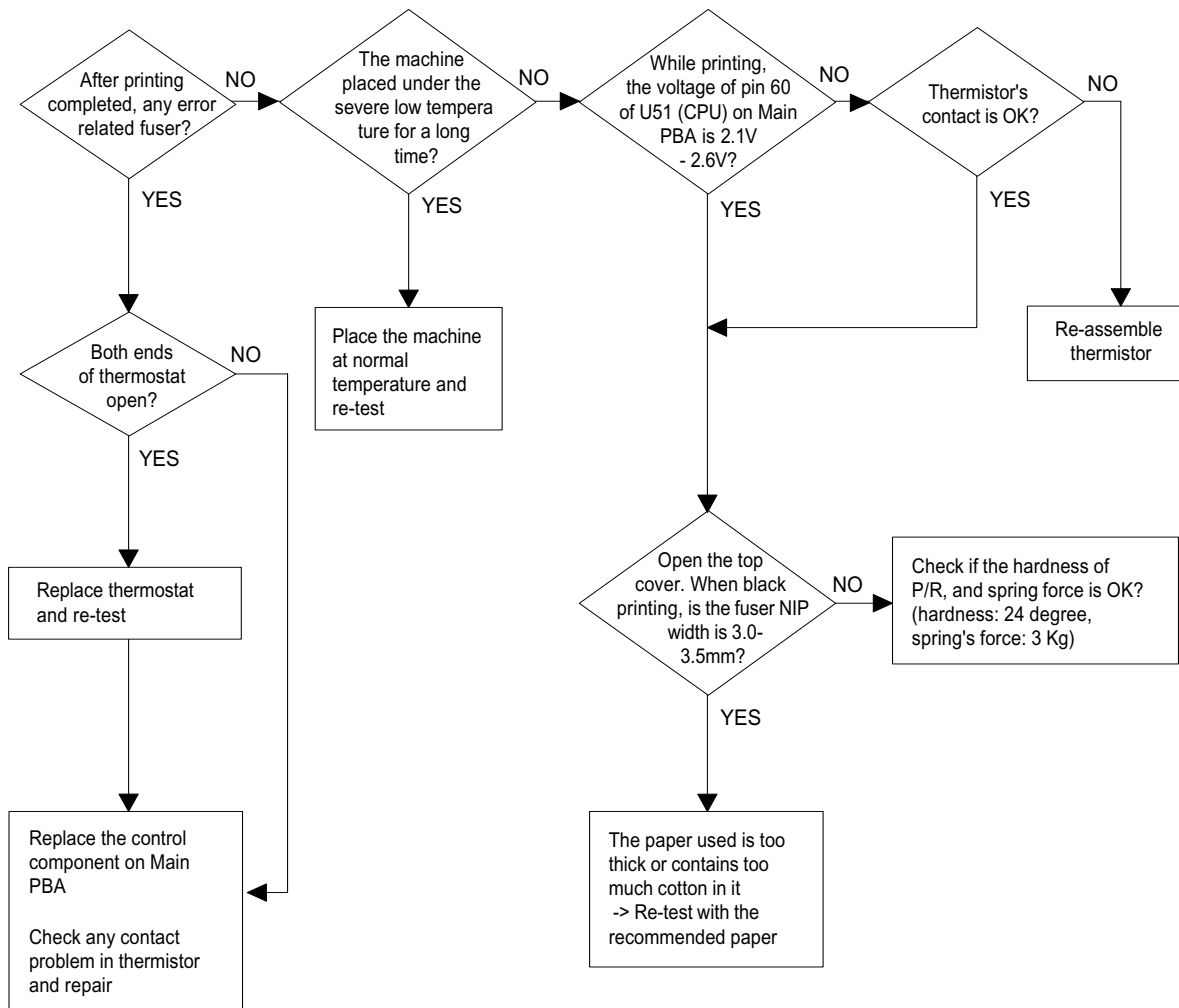 After printing
completed, any error
related fuser?
NO
YES
The machine
placed under the
severe low tempera
ture for a long
time?
NO
YES
While printing,
the voltage of pin 60
of U51 (CPU) on Main
PBA is 2.1V
- 2.6V?
NO
YES
Thermistor's
contact is OK?
NO
YES
Both ends
of thermostat
open?
NO
YES
Place the machine
at normal
temperature and
re-test
Re-assemble
thermistor
Replace thermostat
and re-test
Open the top
cover. When black
printing, is the fuser NIP
width is 3.0-
3.5mm?
NO
YES
Check if the hardness of
P/R, and spring force is OK?
(hardness: 24 degree,
spring's force: 3 Kg)
Replace the control
component on Main
PBA
Check any contact
problem in thermistor
and repair
The paper used is too
thick or contains too
much cotton in it
-> Re-test with the
recommended paper